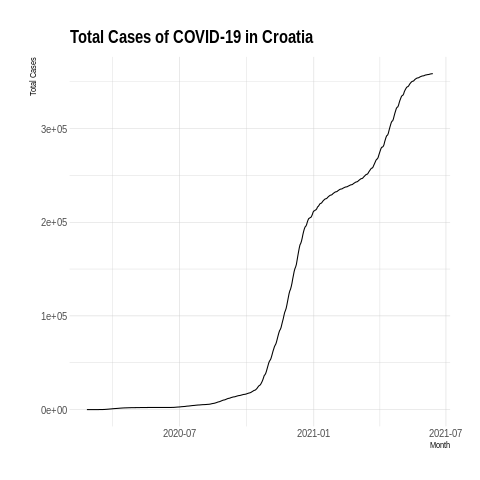 Total Cases of COVID-19 in Croatia
Total Cases
3e+05
2e+05
1e+05
0e+00
2020-07 2021-01 2021-07
Month